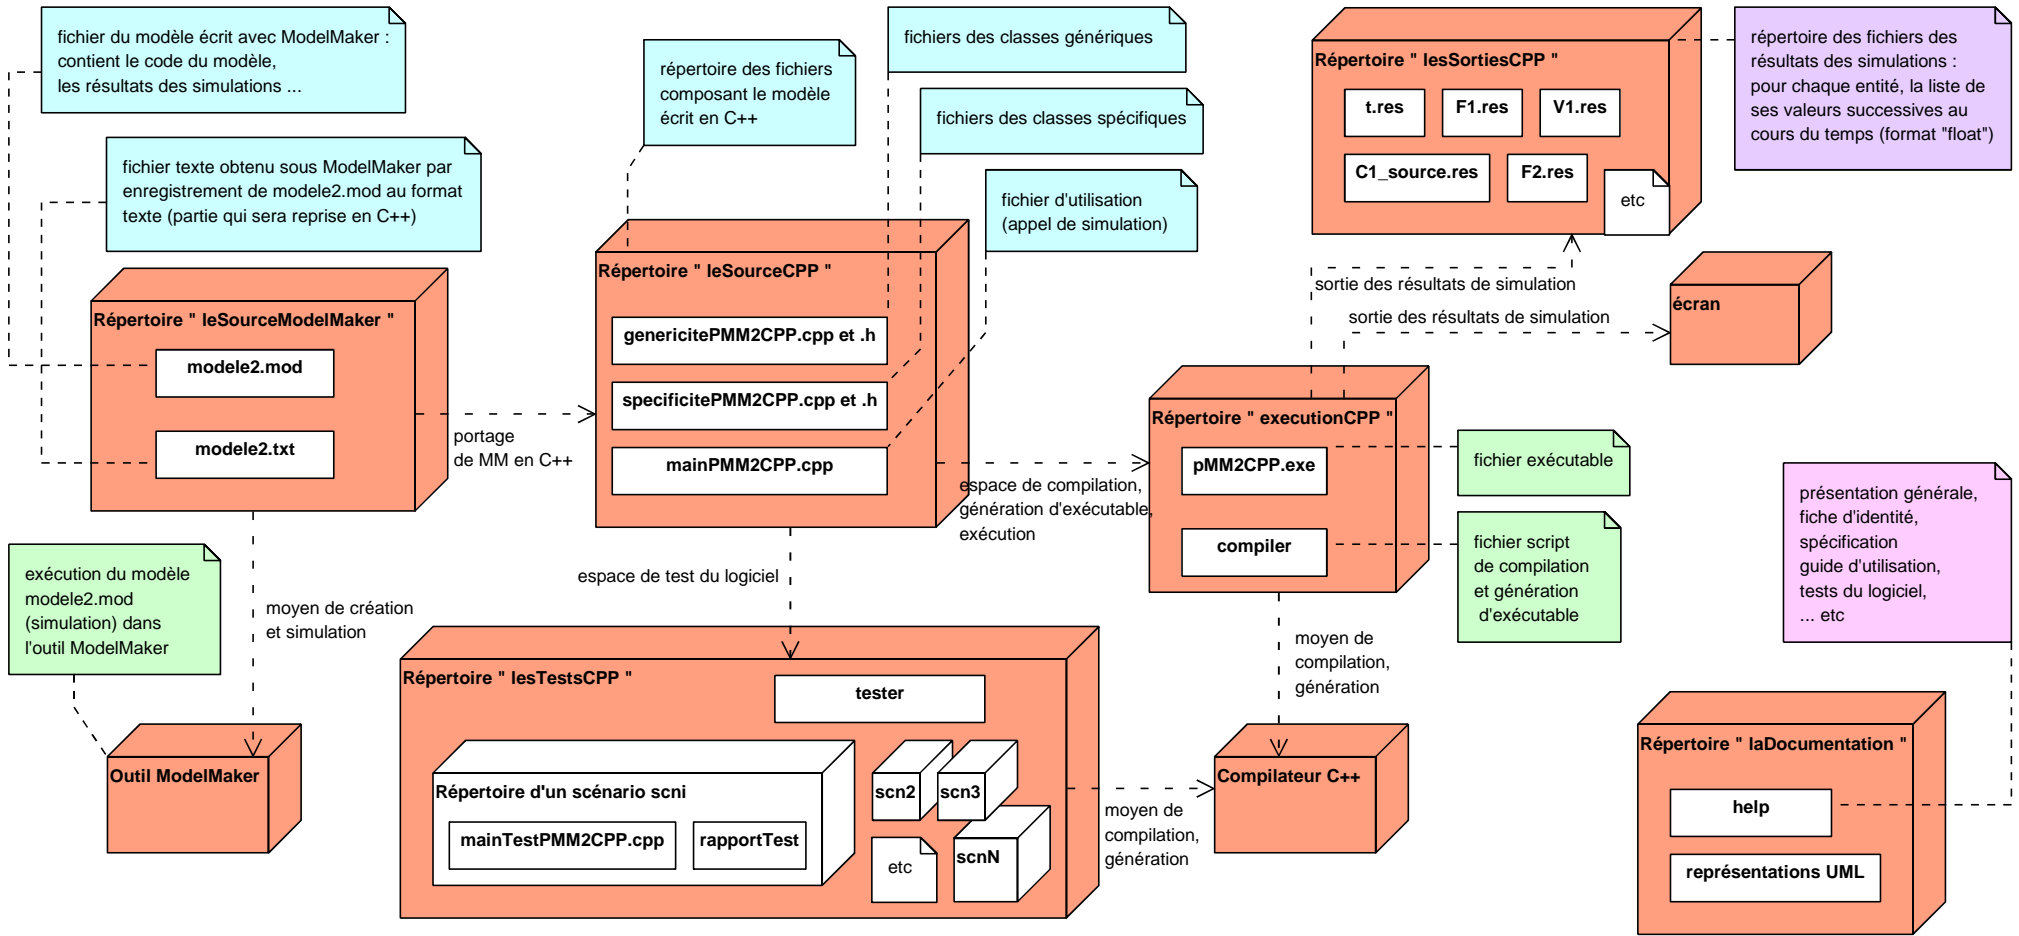 fichier du modèle écrit avec ModelMaker :
contient le code du modèle,
les résultats des simulations ...
fichier texte obtenu sous ModelMaker par
enregistrement de modele2.mod au format
texte (partie qui sera reprise en C++)
répertoire des fichiers
composant le modèle
écrit en C++
fichiers des classes génériques
fichiers des classes spécifiques
fichier d'utilisation
(appel de simulation)
Répertoire " lesSortiesCPP "
t.res
F1.res
V1.res
C1_source.res
F2.res
etc
répertoire des fichiers des
résultats des simulations :
pour chaque entité, la liste de
ses valeurs successives au
cours du temps (format "float")
Répertoire " leSourceModelMaker "
modele2.mod
modele2.txt
portage
de MM en C++
Répertoire " leSourceCPP "
genericitePMM2CPP.cpp et .h
specificitePMM2CPP.cpp et .h
mainPMM2CPP.cpp
sortie des résultats de simulation
sortie des résultats de simulation
écran
espace de compilation,
génération d'exécutable,
exécution
Répertoire " executionCPP "
pMM2CPP.exe
compiler
fichier exécutable
fichier script
de compilation
et génération
d'exécutable
présentation générale,
fiche d'identité,
spécification
guide d'utilisation,
tests du logiciel,
... etc
exécution du modèle
modele2.mod
(simulation) dans
l'outil ModelMaker
moyen de création
et simulation
espace de test du logiciel
moyen de
compilation,
génération
Outil ModelMaker
Répertoire " lesTestsCPP "
tester
Répertoire d'un scénario scni
mainTestPMM2CPP.cpp
rapportTest
scn2
scn3
etc
scnN
moyen de
compilation,
génération
Compilateur C++
Répertoire " laDocumentation "
help
représentations UML